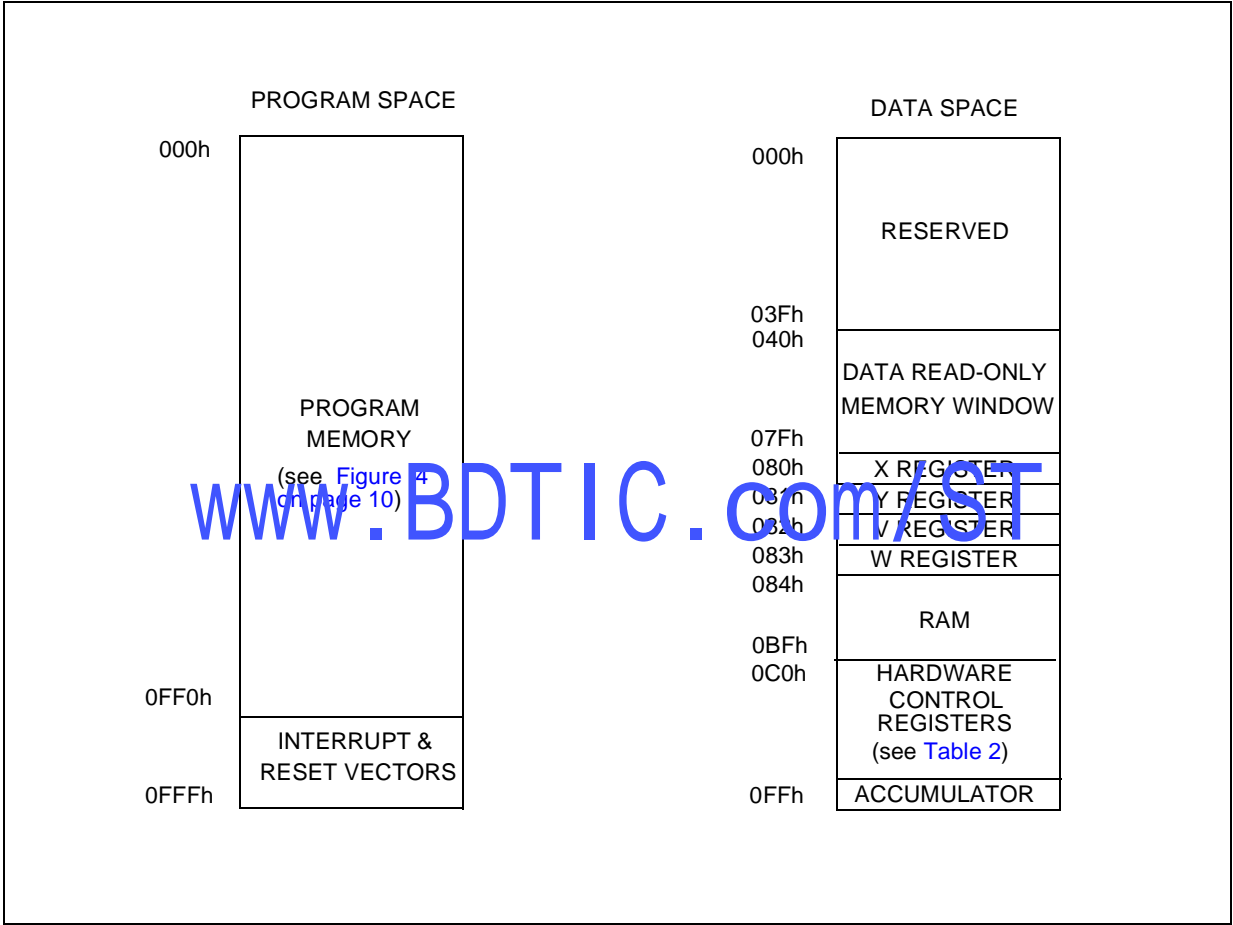 PROGRAM SPACE
000h
PROGRAM
MEMORY
(see Figure 4
on page 10)
0FF0h
INTERRUPT &
RESET VECTORS
0FFFh
DATA SPACE
000h
RESERVED
03Fh
040h
DATA READ-ONLY
MEMORY WINDOW
07Fh
080h X REGISTER
081h Y REGISTER
082h V REGISTER
083h W REGISTER
084h
RAM
0BFh
0C0h HARDWARE
CONTROL
REGISTERS
(see Table 2)
0FFh ACCUMULATOR
www.BDTIC.com/ST